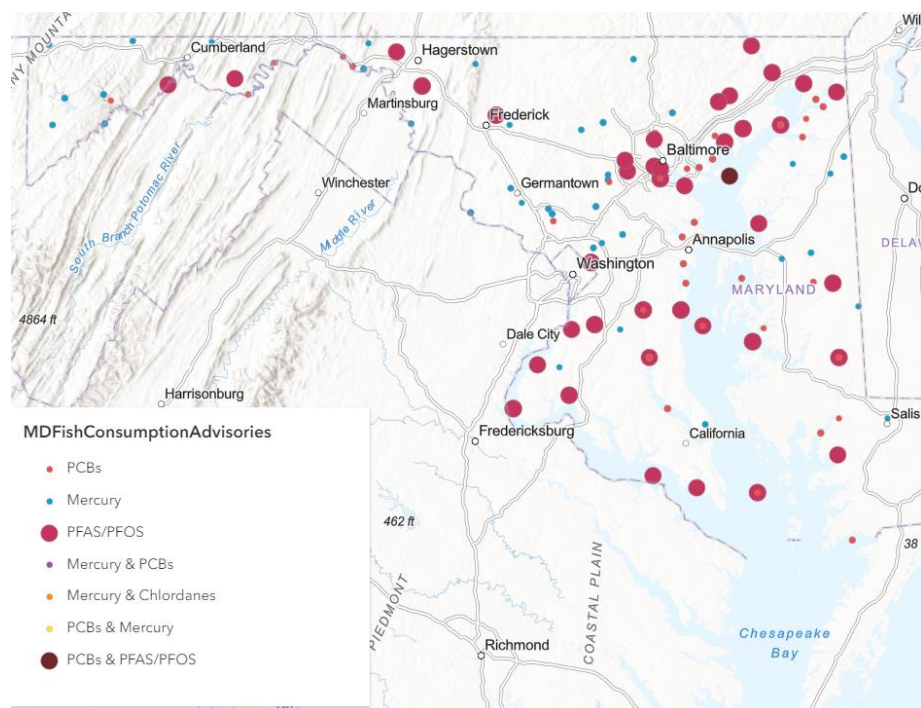 NY MOUNTA
Cumberland
Hagerstown
Wil
Martinsburg
Frederick
Baltimore
Winchester
Germantown
South Branch Potomac River
Middle River
Do
Annapolis
DELAW
Washington
MARYLAND
4864 ft
Dale City
Harrisonburg
Salis
Fredericksburg
California
462 ft
38
PIEDMONT
COASTAL PLAIN
Chesapeake
Bay
Richmond
MDFishConsumptionAdvisories
PCBs
Mercury
PFAS/PFOS
Mercury & PCBs
Mercury & Chlordanes
PCBs & Mercury
PCBs & PFAS/PFOS